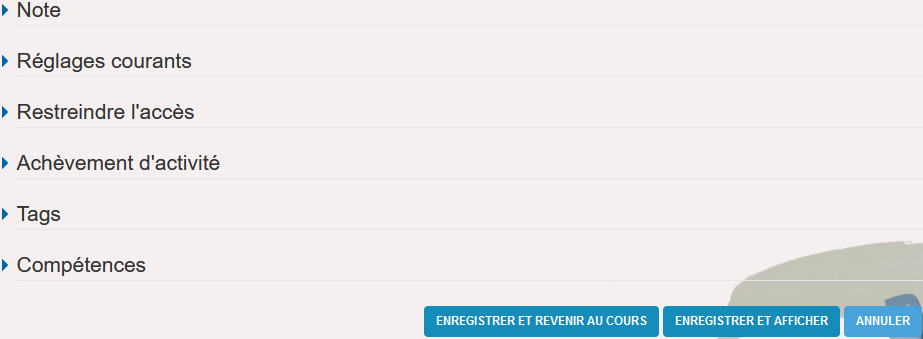 Note
Réglages courants
Restreindre l'accès
Achèvement d'activité
Tags
Compétences
ENREGISTRER ET REVENIR AU COURS ENREGISTRER ET AFFICHER ANNULER